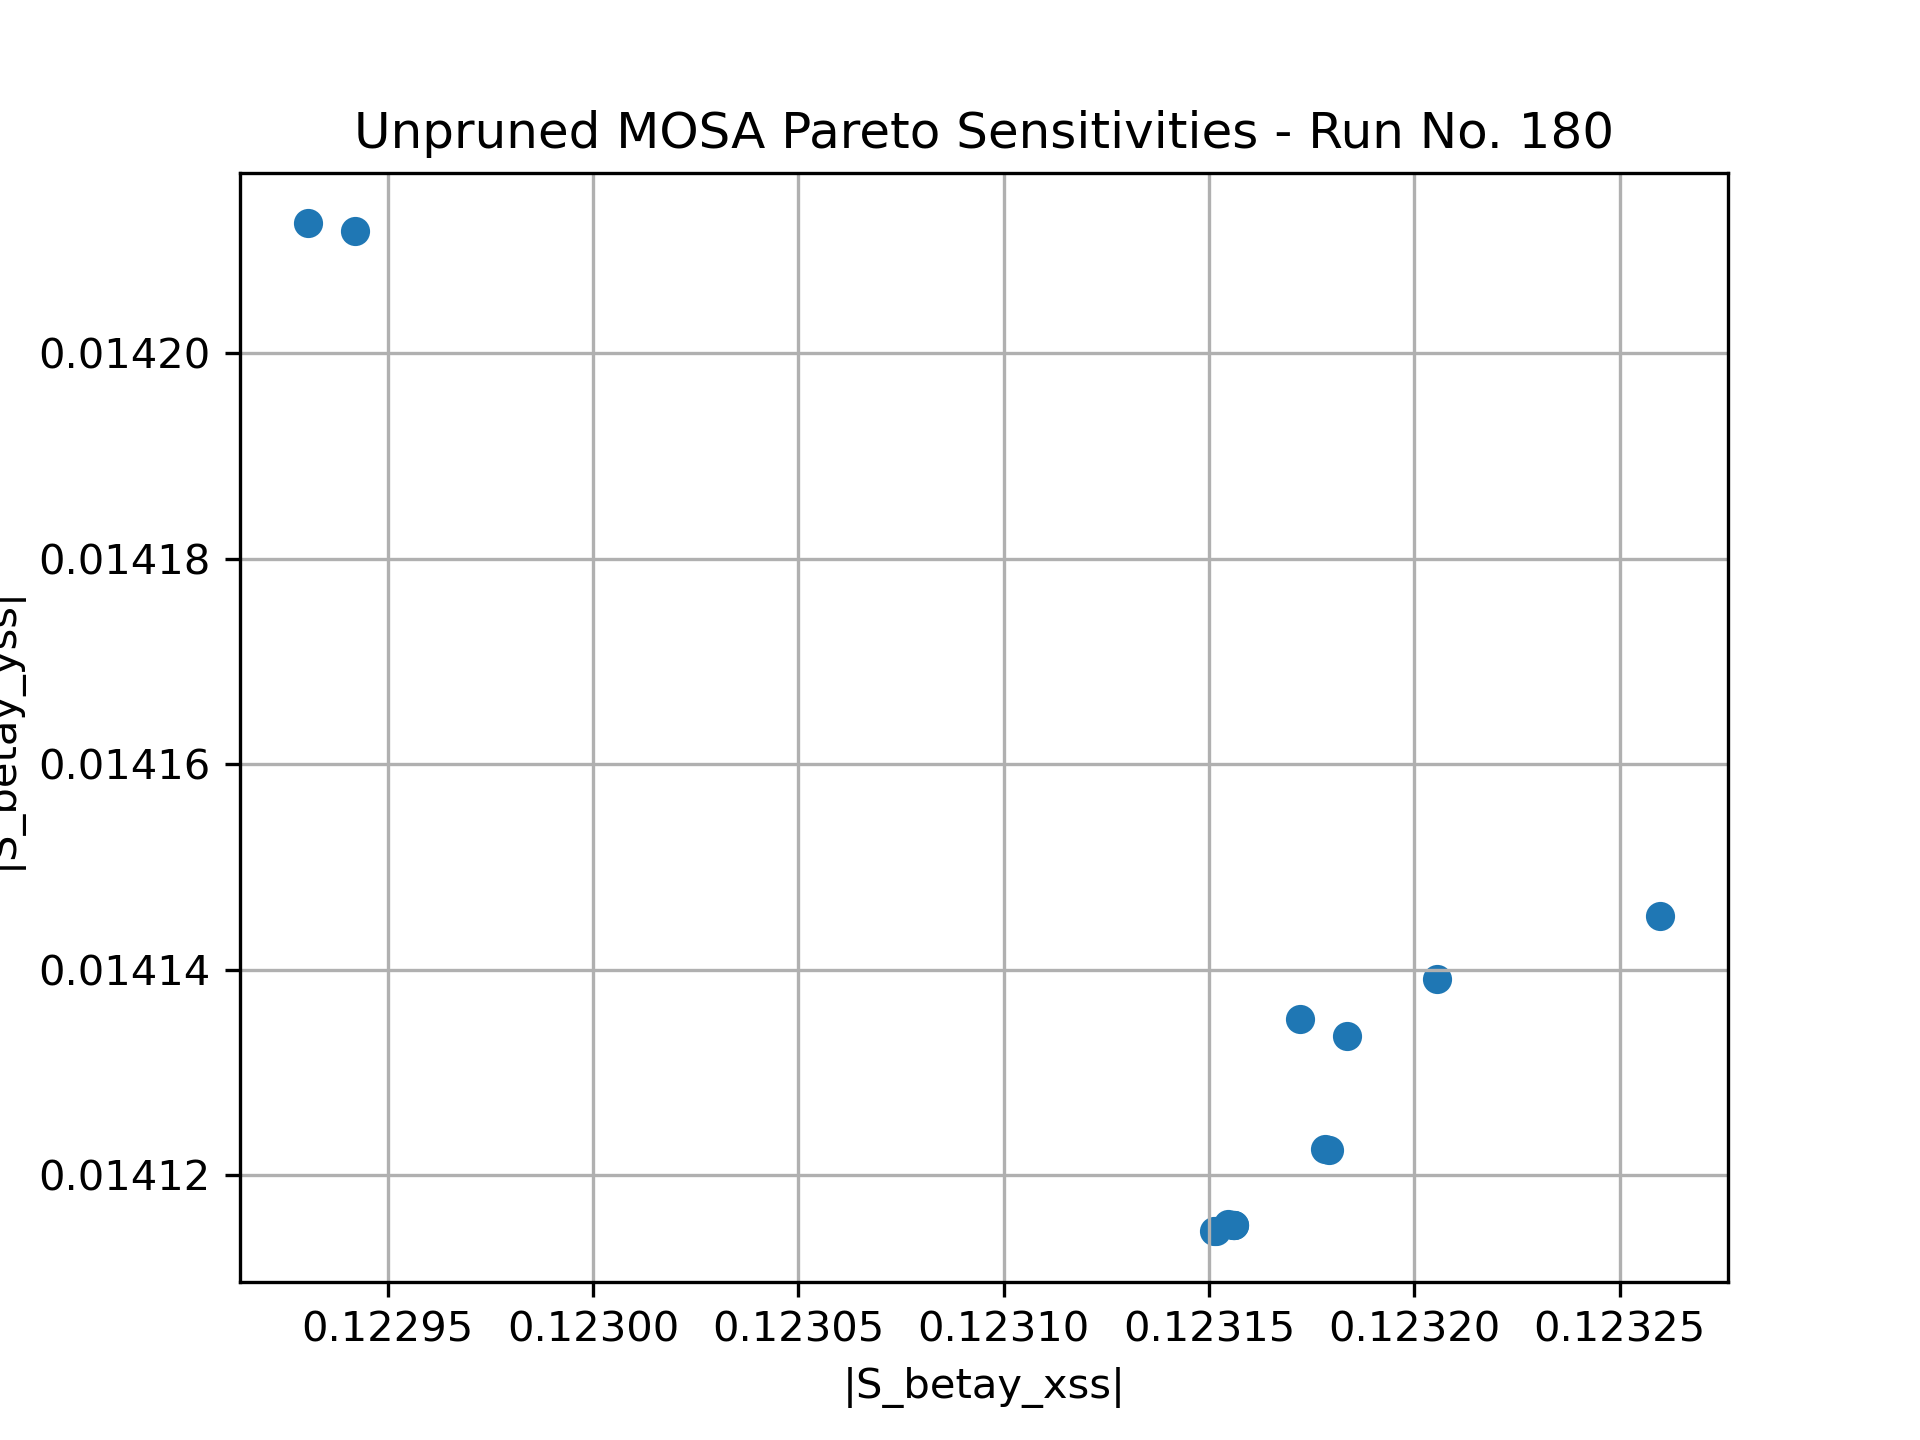 Unpruned MOSA Pareto Sensitivities - Run No. 180
|S_betay_yss|
0.01420
0.01418
0.01416
0.01414
0.01412
0.12295 0.12300 0.12305 0.12310 0.12315 0.12320 0.12325
|S_betay_xss|